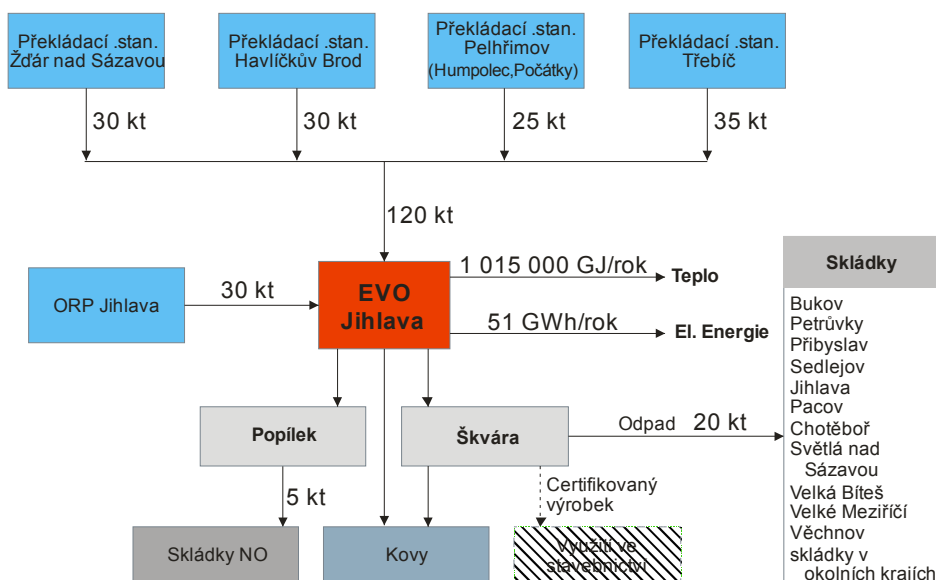 Překládací .stan.
Žďár nad Sázavou
Překládací .stan.
Havlíčkův Brod
Překládací .stan.
Pelhřimov
(Humpolec,Počátky)
Překládací .stan.
Třebíč
30 kt
30 kt
25 kt
35 kt
120 kt
ORP Jihlava
30 kt
EVO
Jihlava
1 015 000 GJ/rok
Teplo
51 GWh/rok
El. Energie
Popílek
Škvára
Odpad 20 kt
5 kt
Certifikovaný
výrobek
Skládky NO
Kovy
Využití ve
stavebnictví
Skládky
Bukov
Petrůvky
Přibyslav
Sedlejov
Jihlava
Pacov
Chotěboř
Světlá nad
Sázavou
Velká Bíteš
Velké Meziříčí
Věchnov
skládky v
okolních krajích